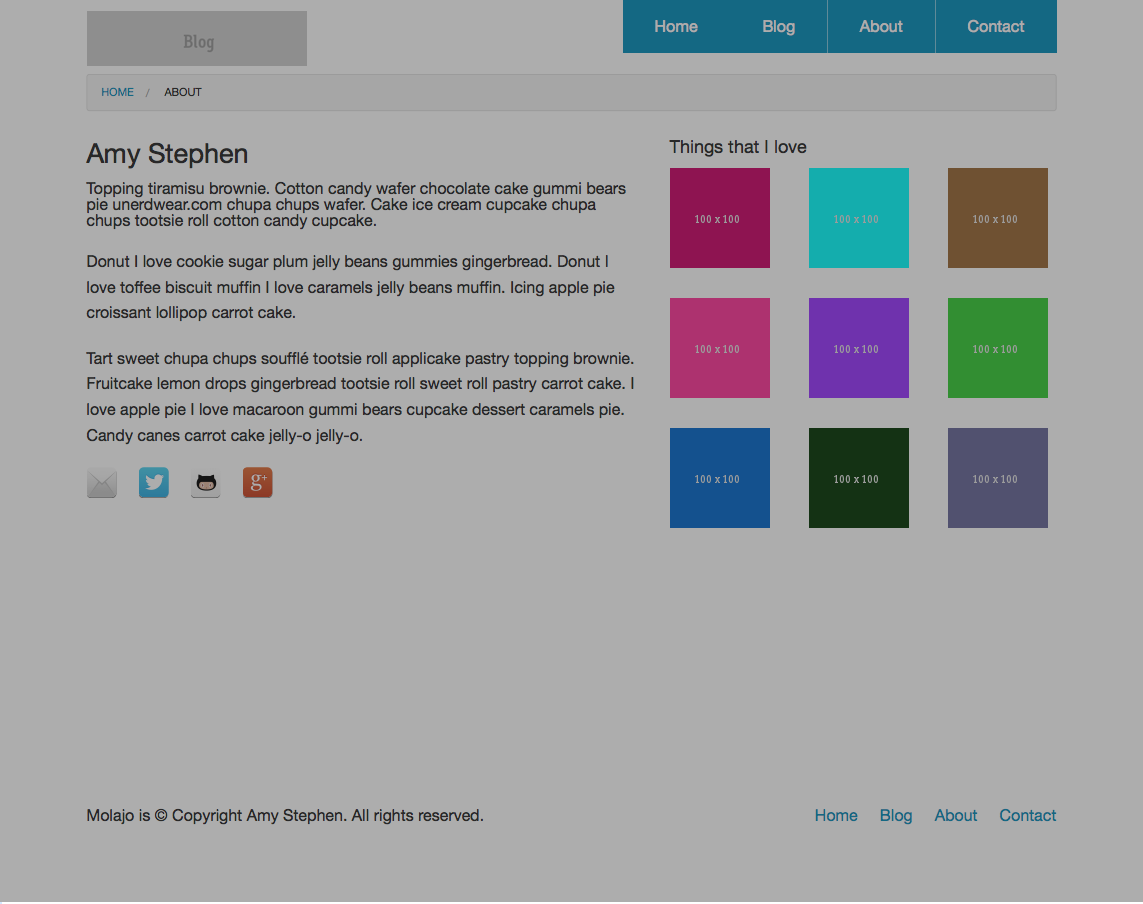 Blog
Home Blog About Contact
HOME / ABOUT
Amy Stephen
Topping tiramisu brownie. Cotton candy wafer chocolate cake gummi bears
pie unerdwear.com chupa chups wafer. Cake ice cream cupcake chupa
chups tootsie roll cotton candy cupcake.
Donut I love cookie sugar plum jelly beans gummies gingerbread. Donut I
love toffee biscuit muffin I love caramels jelly beans muffin. Icing apple pie
croissant lollipop carrot cake.
Tart sweet chupa chups soufflé tootsie roll applicake pastry topping brownie.
Fruitcake lemon drops gingerbread tootsie roll sweet roll pastry carrot cake. I
love apple pie I love macaroon gummi bears cupcake dessert caramels pie.
Candy canes carrot cake jelly-o jelly-o.
g+
Things that I love
100 x 100 100 x 100 100 x 100
100 x 100 100 x 100 100 x 100
100 x 100 100 x 100 100 x 100
Molajo is © Copyright Amy Stephen. All rights reserved.
Home Blog About Contact